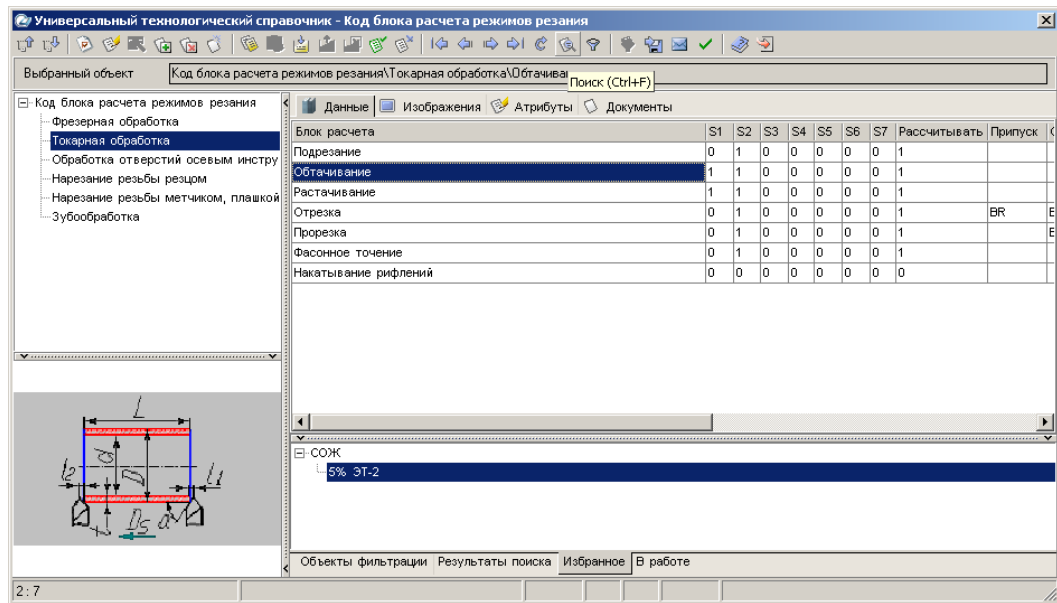 Универсальный технологический справочник - Код блока расчета режимов резания
Выбранный объект Код блока расчета режимов резания\Токарная обработка\Обтачива
Поиск (Ctrl+F)
Код блока расчета режимов резания
Фрезерная обработка
Токарная обработка
Обработка отверстий осевым инстру
Нарезание резьбы резцом
Нарезание резьбы метчиком, плашкой
Зубообработка
Данные Изображения Атрибуты Документы
Блок расчета S1 S2 S3 S4 S5 S6 S7 Рассчитывать Припуск
Подрезание 0 1 0 0 0 0 0 1
Обтачивание 1 1 0 0 0 0 0 1
Растачивание 1 1 0 0 0 0 0 1
Отрезка 0 1 0 0 0 0 0 1 BR
Прорезка 0 1 0 0 0 0 0 1
Фасонное точение 0 1 0 0 0 0 0 1
Накатывание рифлений 0 0 0 0 0 0 0 0
L
d
D
l2
l1
t
Ds
a
СОЖ
5% ЭТ-2
Объекты фильтрации Результаты поиска Избранное В работе
2 : 7